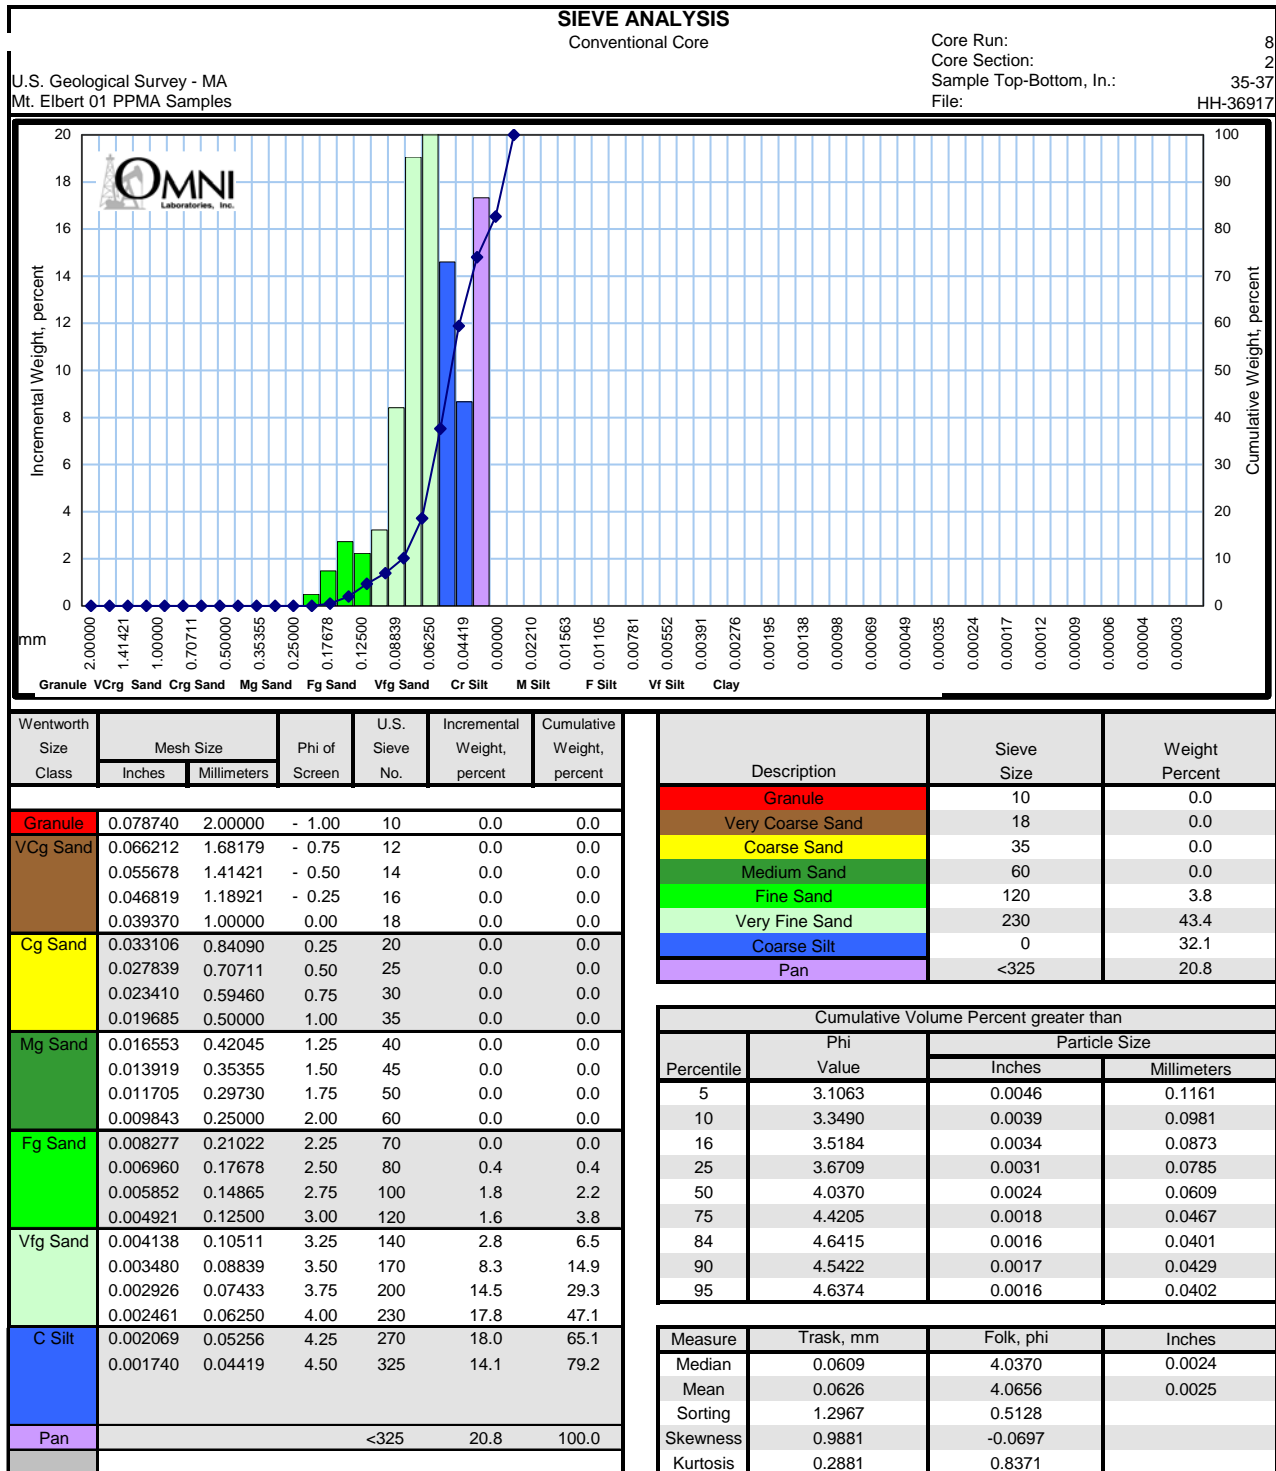 SIEVE ANALYSIS
Conventional Core
Core Run: 8
Core Section: 2
U.S. Geological Survey - MA
Sample Top-Bottom, In.: 35-37
Mt. Elbert 01 PPMA Samples
File: HH-36917
OMNI
Laboratories, Inc.
Incremental Weight, percent
20
18
16
14
12
10
8
6
4
2
0
100
90
80
70
60
50
40
30
20
10
0
Cumulative Weight, percent
mm
2.00000 1.41421 1.00000 0.70711 0.50000 0.35355 0.25000 0.17678 0.12500 0.08839 0.06250 0.04419 0.00000 0.02210 0.01563 0.01105 0.00781 0.00552 0.00391 0.00276 0.00195 0.00138 0.00098 0.00069 0.00049 0.00035 0.00024 0.00017 0.00012 0.00009 0.00006 0.00004 0.00003
Granule VCrg Sand Crg Sand Mg Sand Fg Sand Vfg Sand Cr Silt M Silt F Silt Vf Silt Clay
Wentworth U.S. Incremental Cumulative
Size Mesh Size Phi of Sieve Weight, Weight,
Class Inches Millimeters Screen No. percent percent
Granule 0.078740 2.00000 - 1.00 10 0.0 0.0
VCg Sand 0.066212 1.68179 - 0.75 12 0.0 0.0
0.055678 1.41421 - 0.50 14 0.0 0.0
0.046819 1.18921 - 0.25 16 0.0 0.0
0.039370 1.00000 0.00 18 0.0 0.0
Cg Sand 0.033106 0.84090 0.25 20 0.0 0.0
0.027839 0.70711 0.50 25 0.0 0.0
0.023410 0.59460 0.75 30 0.0 0.0
0.019685 0.50000 1.00 35 0.0 0.0
Mg Sand 0.016553 0.42045 1.25 40 0.0 0.0
0.013919 0.35355 1.50 45 0.0 0.0
0.011705 0.29730 1.75 50 0.0 0.0
0.009843 0.25000 2.00 60 0.0 0.0
Fg Sand 0.008277 0.21022 2.25 70 0.0 0.0
0.006960 0.17678 2.50 80 0.4 0.4
0.005852 0.14865 2.75 100 1.8 2.2
0.004921 0.12500 3.00 120 1.6 3.8
Vfg Sand 0.004138 0.10511 3.25 140 2.8 6.5
0.003480 0.08839 3.50 170 8.3 14.9
0.002926 0.07433 3.75 200 14.5 29.3
0.002461 0.06250 4.00 230 17.8 47.1
C Silt 0.002069 0.05256 4.25 270 18.0 65.1
0.001740 0.04419 4.50 325 14.1 79.2
Pan <325 20.8 100.0
Sieve Weight
Description Size Percent
Granule 10 0.0
Very Coarse Sand 18 0.0
Coarse Sand 35 0.0
Medium Sand 60 0.0
Fine Sand 120 3.8
Very Fine Sand 230 43.4
Coarse Silt 0 32.1
Pan <325 20.8
Cumulative Volume Percent greater than
Phi Particle Size
Percentile Value Inches Millimeters
5 3.1063 0.0046 0.1161
10 3.3490 0.0039 0.0981
16 3.5184 0.0034 0.0873
25 3.6709 0.0031 0.0785
50 4.0370 0.0024 0.0609
75 4.4205 0.0018 0.0467
84 4.6415 0.0016 0.0401
90 4.5422 0.0017 0.0429
95 4.6374 0.0016 0.0402
Measure Trask, mm Folk, phi Inches
Median 0.0609 4.0370 0.0024
Mean 0.0626 4.0656 0.0025
Sorting 1.2967 0.5128
Skewness 0.9881 -0.0697
Kurtosis 0.2881 0.8371